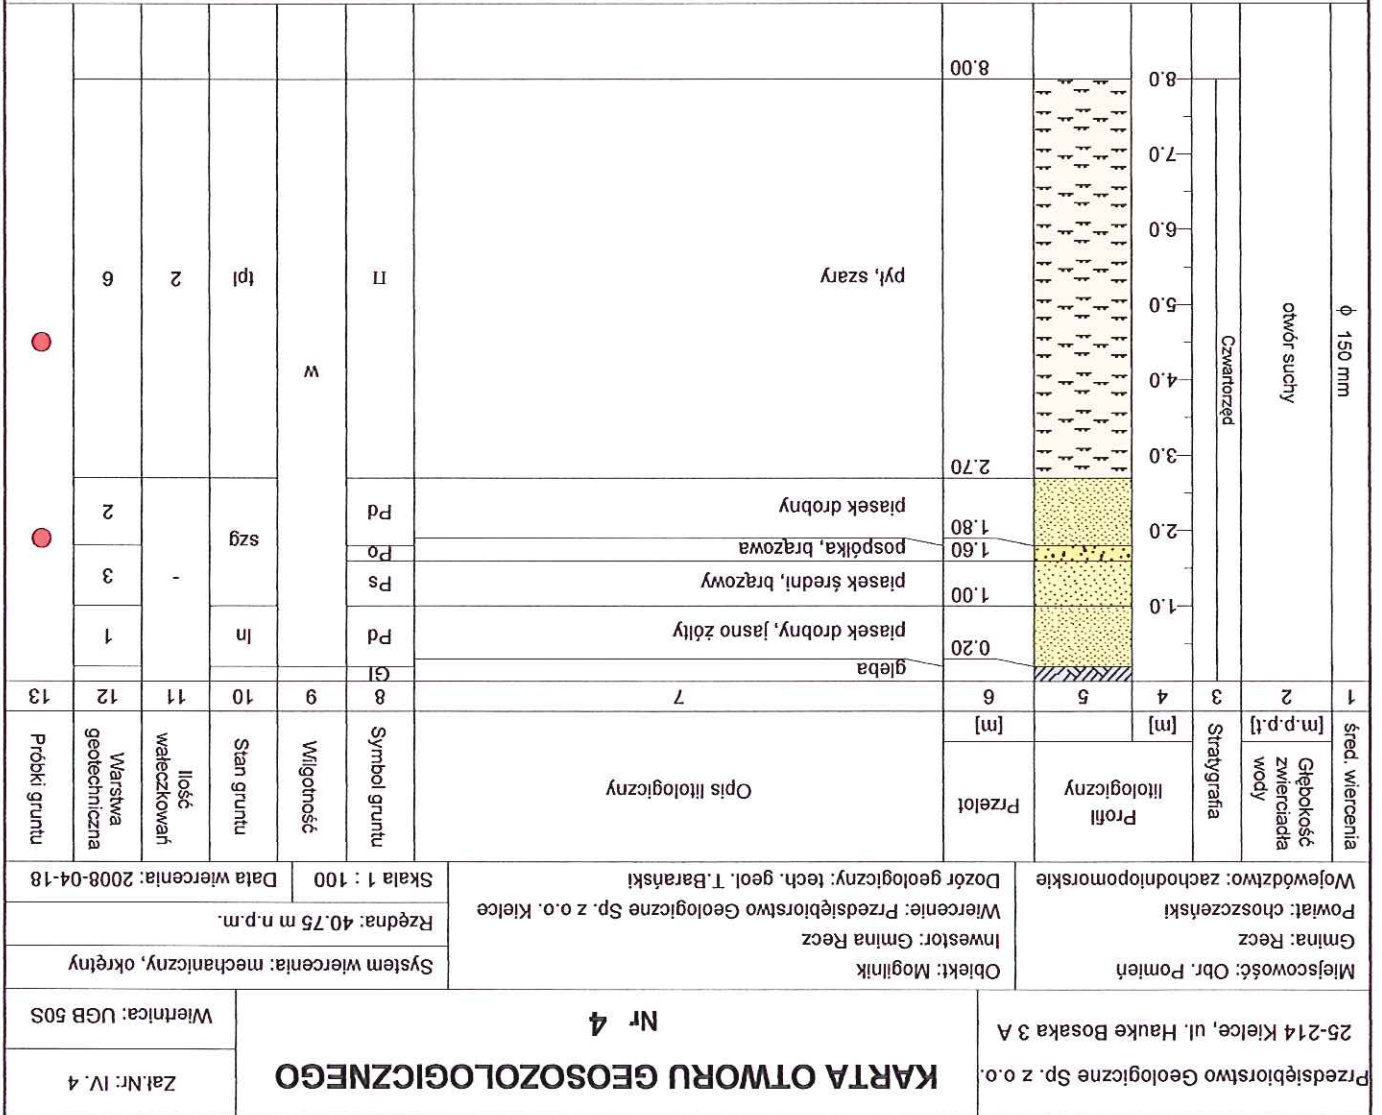 Przedsiębiorstwo Geologiczne Sp. z o.o.
25-214 Kielce, ul. Hauke Bosaka 3 A
KARTA OTWORU GEOSOZOLOGICZNEGO
Nr 4
Zał.Nr: IV. 4
Wiertnica: UGB 50S
Miejscowość: Obr. Pomień
Gmina: Recz
Powiat: choszczeński
Województwo: zachodniopomorskie
Obiekt: Mogilnik
Inwestor: Gmina Recz
Wiercenie: Przedsiębiorstwo Geologiczne Sp. z o.o. Kielce
Dozór geologiczny: tech. geol. T.Barański
System wiercenia: mechaniczny, okrętny
Rzędna: 40.75 m n.p.m.
Skala 1 : 100
Data wiercenia: 2008-04-18
śred. wiercenia
Głębokość
zwierciadła
wody
[m.p.p.t]
Stratygrafia
Profil
litologiczny
[m]
Przelot
[m]
Opis litologiczny
Symbol gruntu
Wilgotność
Stan gruntu
Ilość
wałeczkowań
Warstwa
geotechniczna
Próbki gruntu
1 2 3 4 5 6 7 8 9 10 11 12 13
ϕ 150 mm
otwór suchy
Czwartorzęd
1.0
2.0
3.0
4.0
5.0
6.0
7.0
8.0
gleba Gl
0.20 piasek drobny, jasno żółty Pd ln 1
1.00 piasek średni, brązowy Ps - 3
1.60 pospółka, brązowa Po szg
1.80 piasek drobny Pd 2
2.70
w
pył, szary Π tpl 2 6
8.00